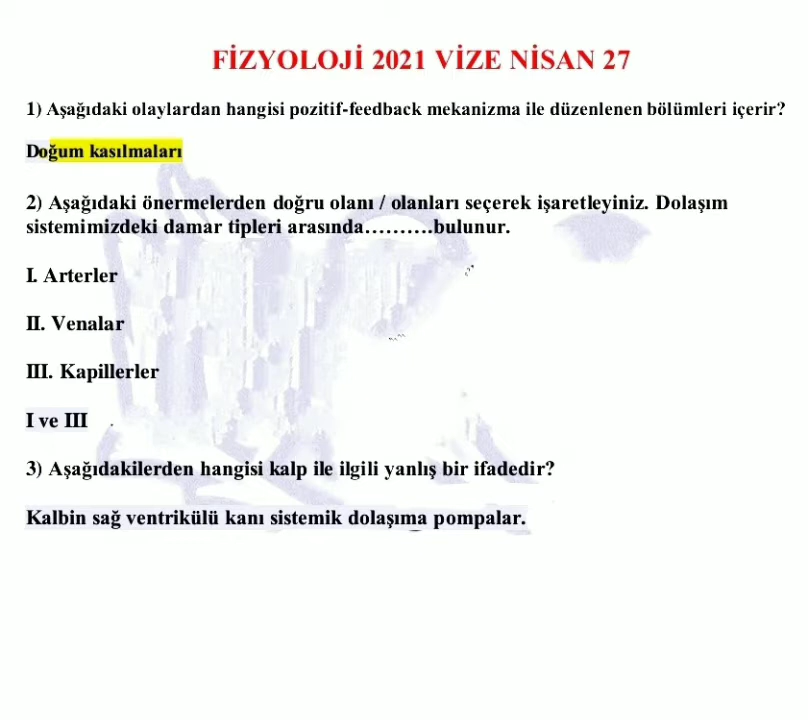 FİZYOLOJİ 2021 VİZE NİSAN 27
1) Aşağıdaki olaylardan hangisi pozitif-feedback mekanizma ile düzenlenen bölümleri içerir?
Doğum kasılmaları
2) Aşağıdaki önermelerden doğru olanı / olanları seçerek işaretleyiniz. Dolaşım
sistemimizdeki damar tipleri arasında……….bulunur.
I. Arterler
II. Venalar
III. Kapillerler
I ve III
3) Aşağıdakilerden hangisi kalp ile ilgili yanlış bir ifadedir?
Kalbin sağ ventrikülü kanı sistemik dolaşıma pompalar.